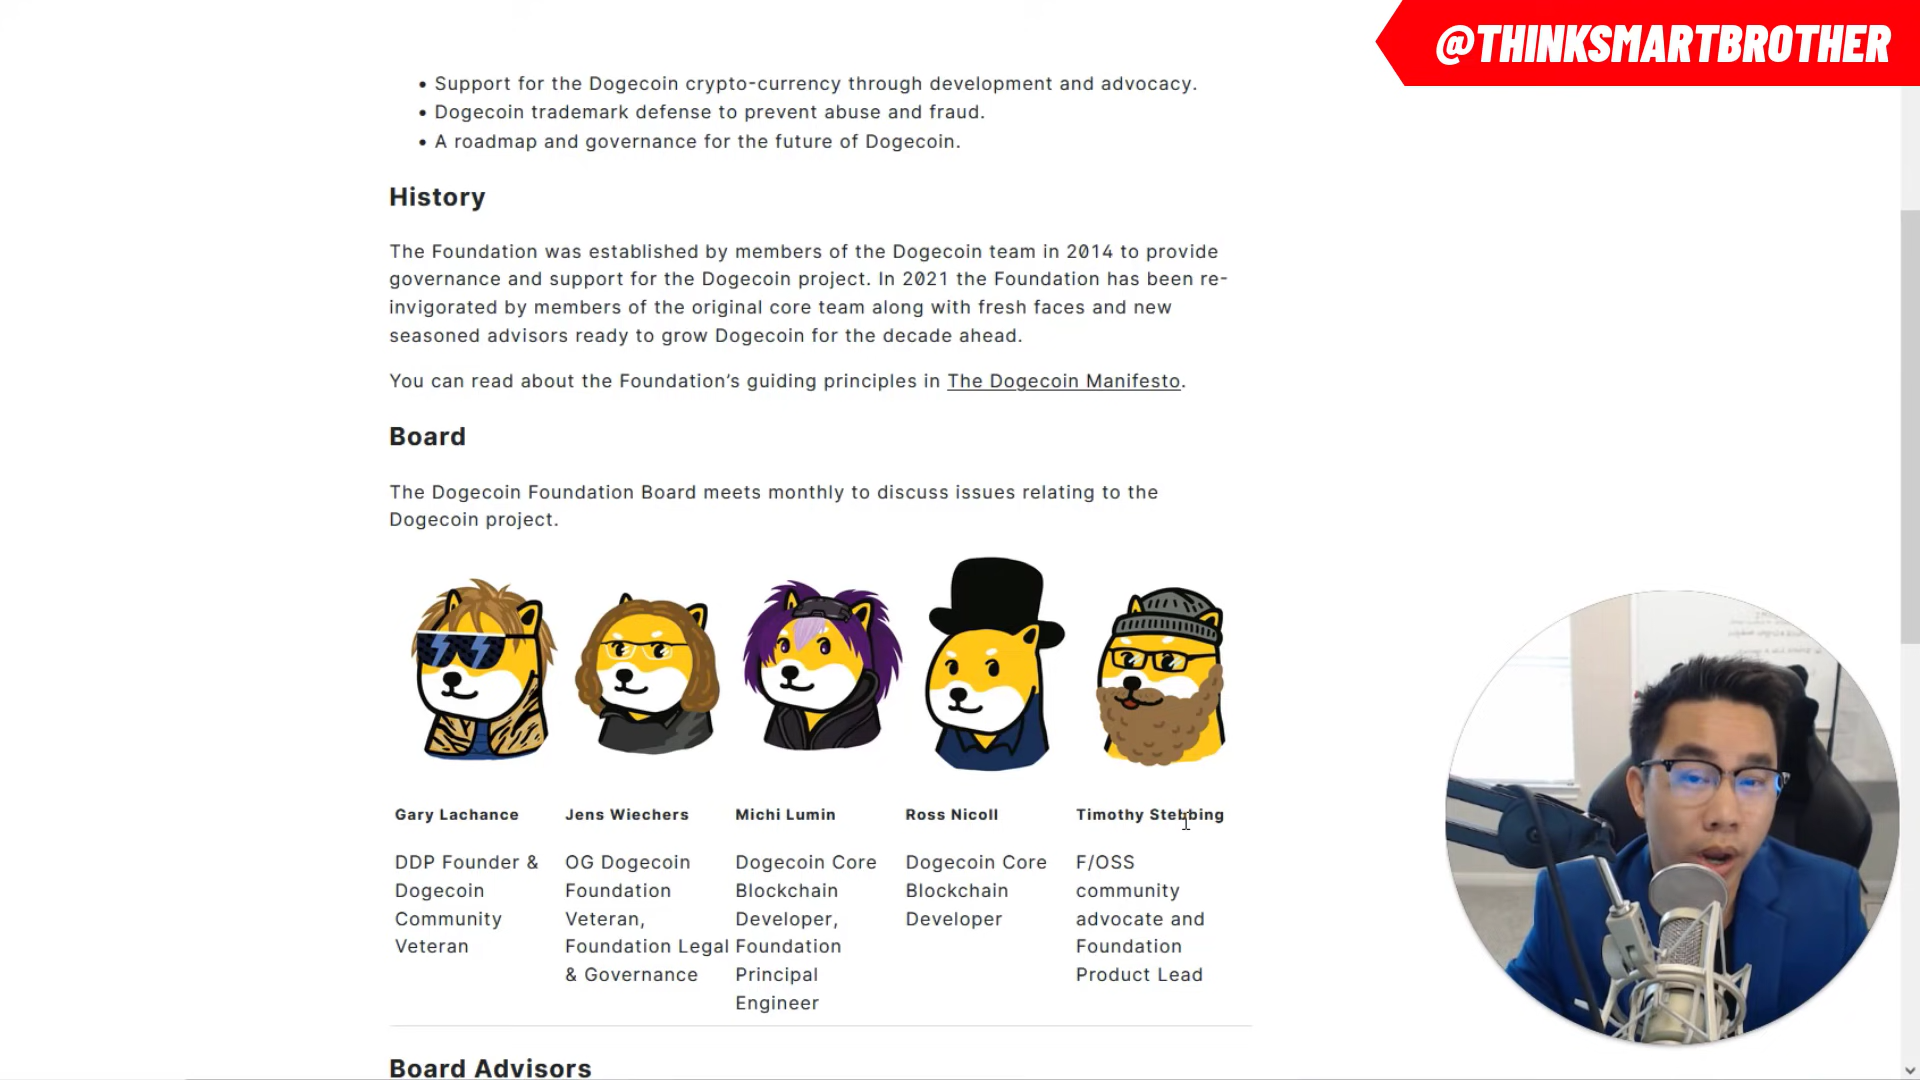 @THINKSMARTBROTHER
• Support for the Dogecoin crypto-currency through development and advocacy.
• Dogecoin trademark defense to prevent abuse and fraud.
• A roadmap and governance for the future of Dogecoin.
History
The Foundation was established by members of the Dogecoin team in 2014 to provide
governance and support for the Dogecoin project. In 2021 the Foundation has been re-
invigorated by members of the original core team along with fresh faces and new
seasoned advisors ready to grow Dogecoin for the decade ahead.
You can read about the Foundation's guiding principles in The Dogecoin Manifesto.
Board
The Dogecoin Foundation Board meets monthly to discuss issues relating to the
Dogecoin project.
Gary Lachance
DDP Founder &
Dogecoin
Community
Veteran
Jens Wiechers
OG Dogecoin
Foundation
Veteran,
Foundation Legal
& Governance
Michi Lumin
Dogecoin Core
Blockchain
Developer,
Foundation
Principal
Engineer
Ross Nicoll
Dogecoin Core
Blockchain
Developer
Timothy Stebbing
F/OSS
community
advocate and
Foundation
Product Lead
Board Advisors